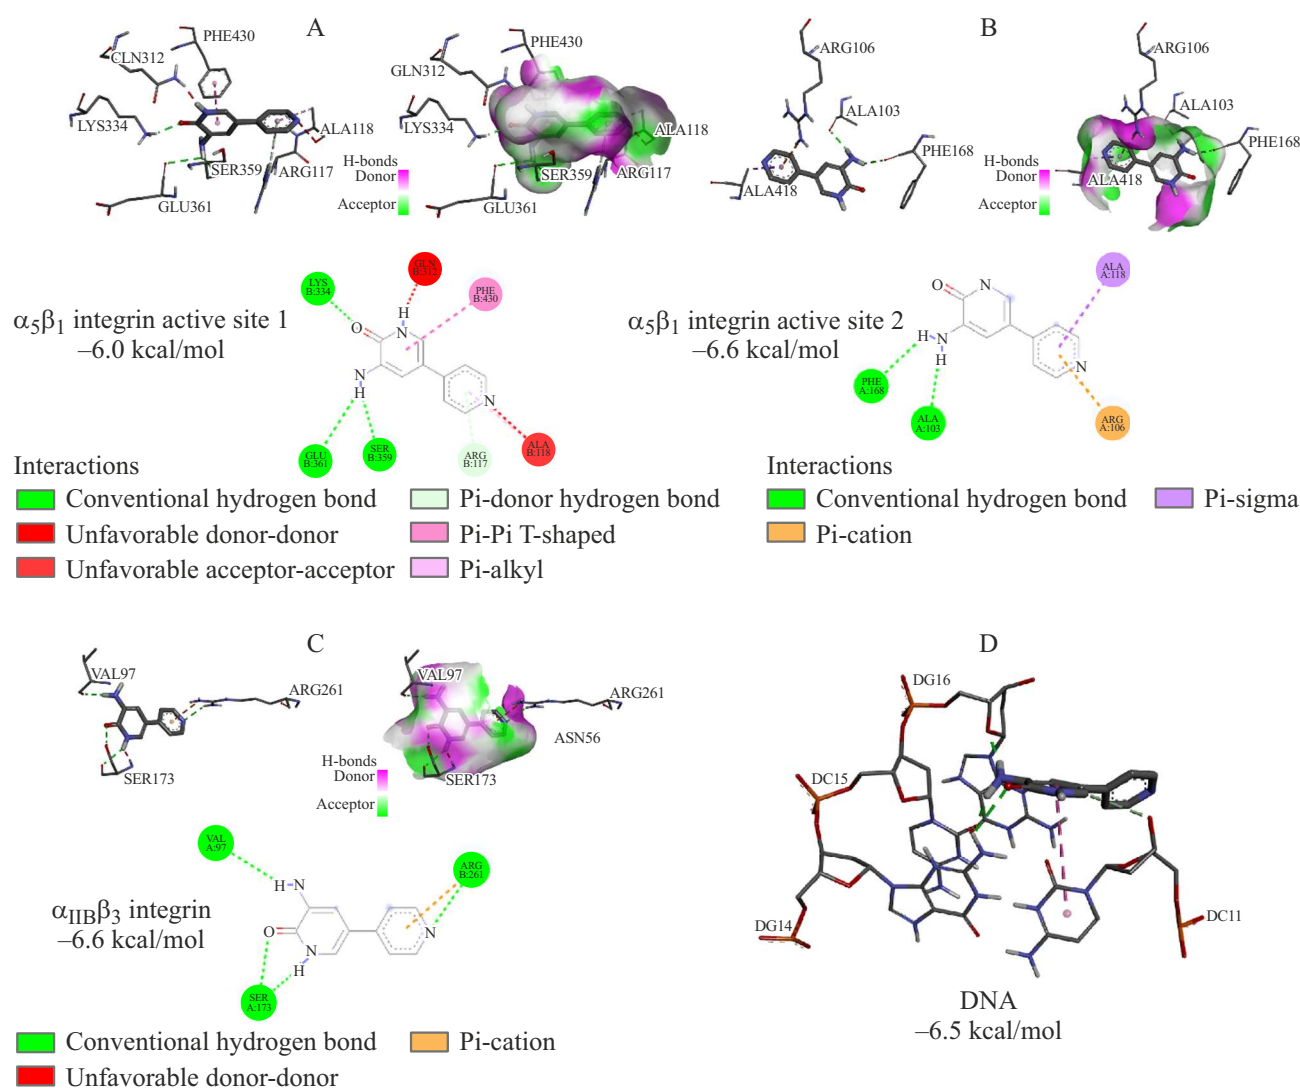 A
PHE430
CLN312
LYS334
ALA118
SER359
ARG117
GLU361
H-bonds
Donor
Acceptor
PHE430
GLN312
LYS334
ALA118
SER359
ARG117
GLU361
α5β1 integrin active site 1
–6.0 kcal/mol
LYS
B:334
GLN
B:312
PHE
B:430
O
H
N
N
H
N
GLU
B:361
SER
B:359
ARG
B:117
ALA
B:118
Interactions
Conventional hydrogen bond
Unfavorable donor-donor
Unfavorable acceptor-acceptor
Pi-donor hydrogen bond
Pi-Pi T-shaped
Pi-alkyl
B
ARG106
ALA103
PHE168
ALA418
H-bonds
Donor
Acceptor
ARG106
ALA103
PHE168
ALA418
α5β1 integrin active site 2
–6.6 kcal/mol
ALA
A:118
N
O
H
N
H
N
PHE
A:168
ALA
A:103
ARG
A:106
Interactions
Conventional hydrogen bond
Pi-cation
Pi-sigma
C
VAL97
ARG261
SER173
H-bonds
Donor
Acceptor
VAL97
ARG261
ASN56
SER173
αIIBβ3 integrin
–6.6 kcal/mol
VAL
A:97
ARG
B:261
H
N
O
N
H
N
SER
A:173
Conventional hydrogen bond
Unfavorable donor-donor
Pi-cation
D
DG16
DC15
DG14
DC11
DNA
–6.5 kcal/mol